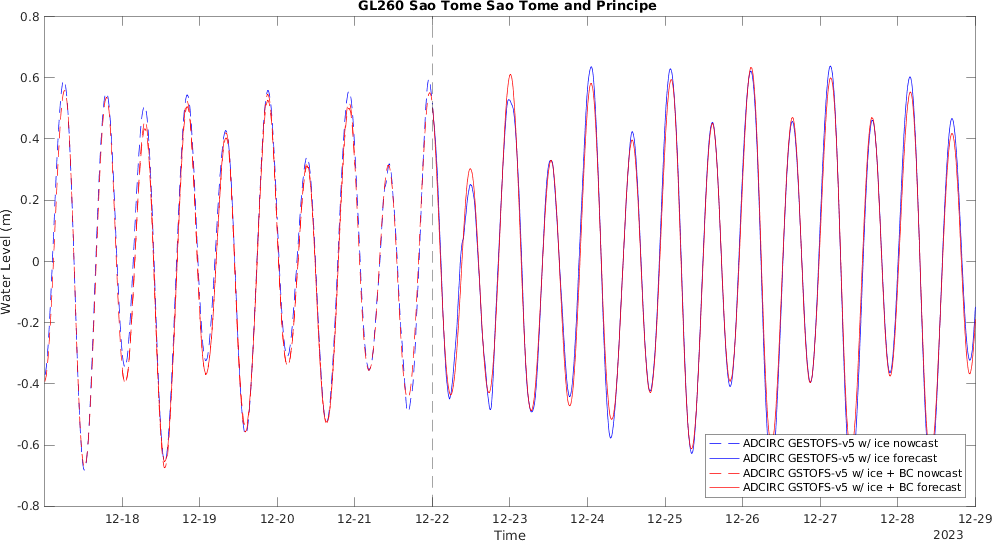 GL260 Sao Tome Sao Tome and Principe
0.8
0.6
0.4
0.2
0
-0.2
-0.4
-0.6
-0.8
Water Level (m)
ADCIRC GESTOFS-v5 w/ ice nowcast
ADCIRC GESTOFS-v5 w/ ice forecast
ADCIRC GSTOFS-v5 w/ ice + BC nowcast
ADCIRC GSTOFS-v5 w/ ice + BC forecast
12-18 12-19 12-20 12-21 12-22 12-23 12-24 12-25 12-26 12-27 12-28 12-29
Time
2023